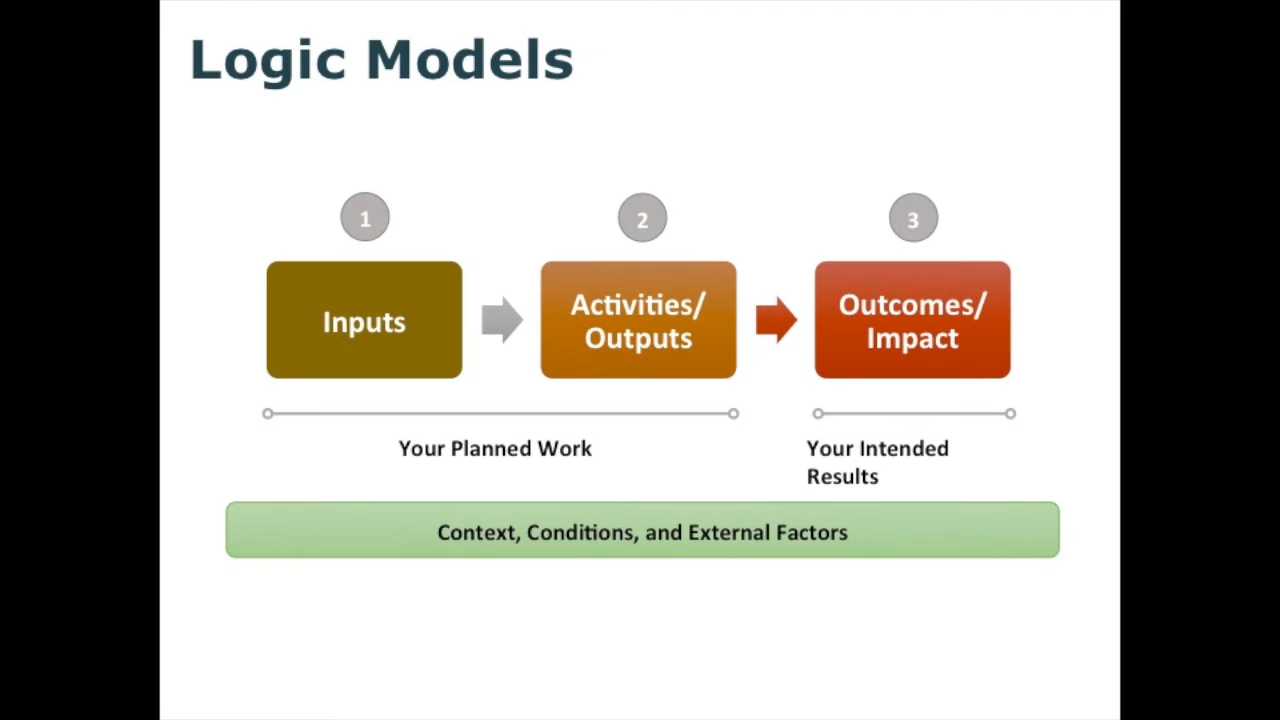 Logic Models
1
2
3
Inputs
Activities/
Outputs
Outcomes/
Impact
Your Planned Work
Your Intended
Results
Context, Conditions, and External Factors